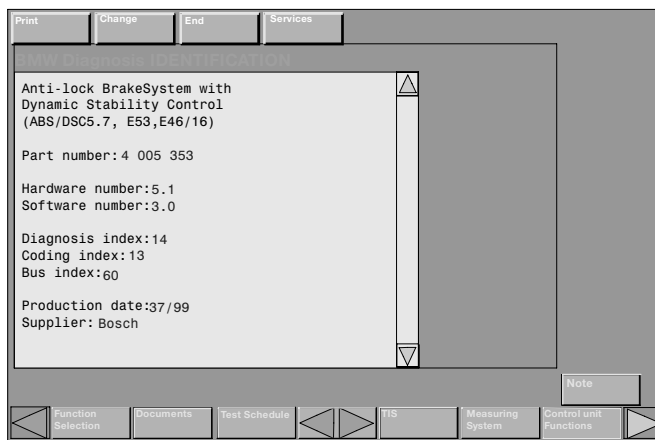 Print Change End Services
BMW Diagnosis IDENTIFICATION
Anti-lock BrakeSystem with
Dynamic Stability Control
(ABS/DSC5.7, E53,E46/16)
Part number: 4 005 353
Hardware number:5.1
Software number:3.0
Diagnosis index:14
Coding index:13
Bus index:60
Production date:37/99
Supplier: Bosch
Note
Function Selection Documents Test Schedule TIS Measuring System Control unit Functions